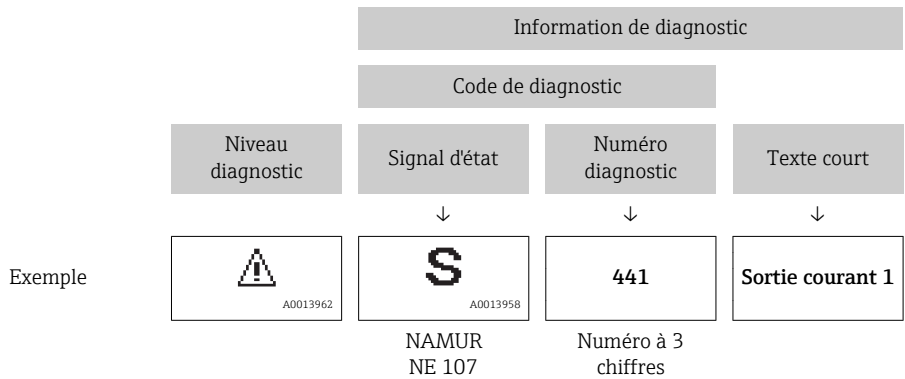 Information de diagnostic
Code de diagnostic
Niveau
diagnostic
Signal d'état
Numéro
diagnostic
Texte court
↓ ↓ ↓
Exemple
A0013962
S
A0013958
441
Sortie courant 1
NAMUR
NE 107
Numéro à 3
chiffres